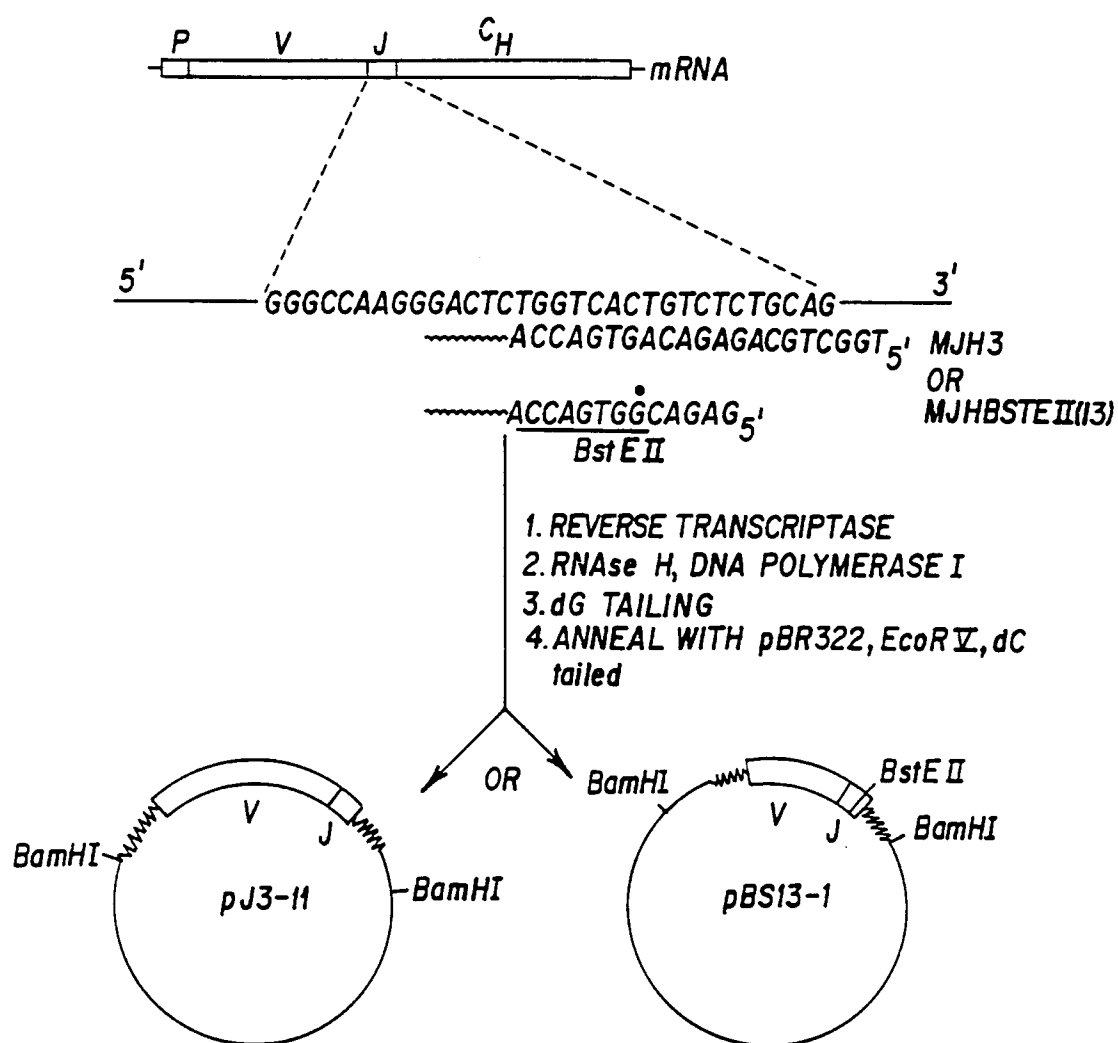 P V J CH
mRNA
5' 3'
GGGCCAAGGGACTCTGGTCACTGTCTCTGCAG
ACCAGTGACAGAGACGTCGGT5' MJH3
OR
MJHBSTEII(13)
ACCAGTGGCAGAG5'
BstEII
1. REVERSE TRANSCRIPTASE
2. RNAse H, DNA POLYMERASE I
3. dG TAILING
4. ANNEAL WITH pBR322, EcoRV, dC
tailed
OR
BamHI
BstEII
V
J
BamHI
BamHI
pJ3-11
V
J
BamHI
pBS13-1